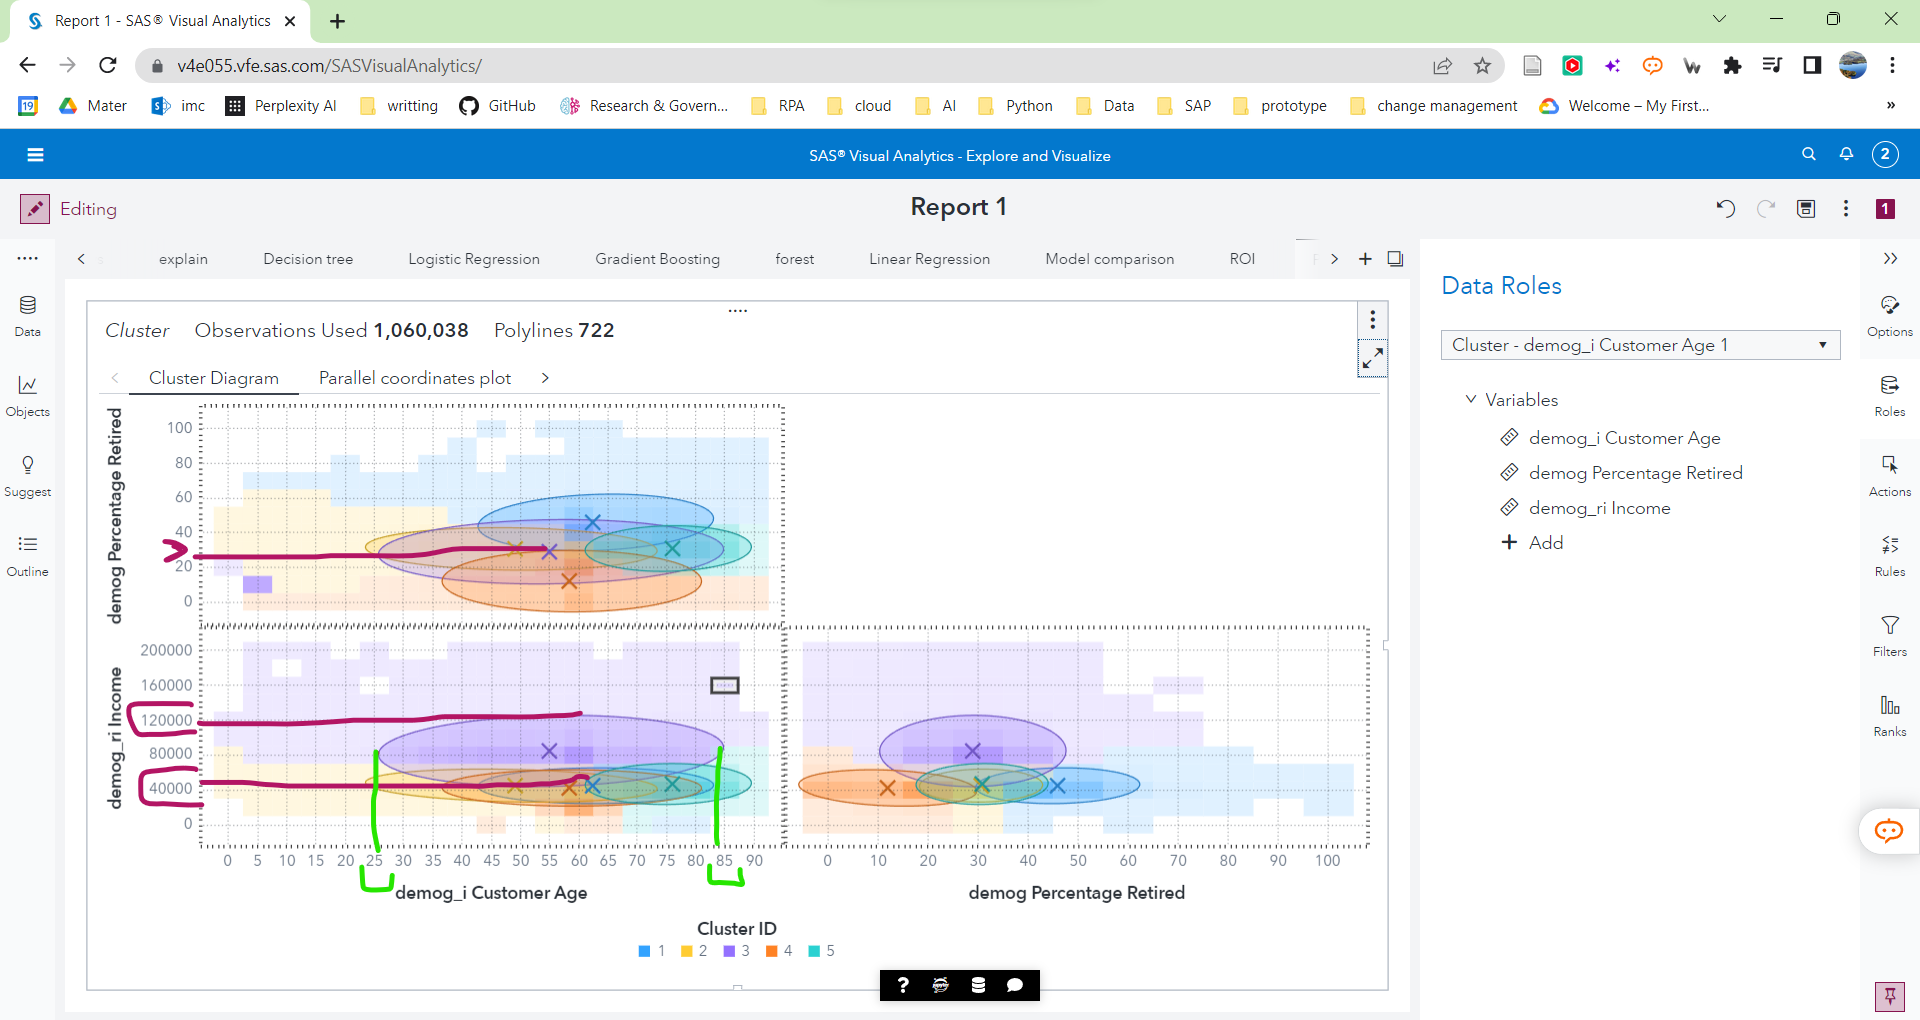 Report 1 - SAS® Visual Analytics
v4e055.vfe.sas.com/SASVisualAnalytics/
19 Mater imc Perplexity AI writting GitHub Research & Govern... RPA cloud AI Python Data SAP prototype change management Welcome – My First... »
SAS® Visual Analytics - Explore and Visualize 2
Editing Report 1 1
explain Decision tree Logistic Regression Gradient Boosting forest Linear Regression Model comparison ROI
Data
Objects
Suggest
Outline
Cluster Observations Used 1,060,038 Polylines 722
Cluster Diagram Parallel coordinates plot
demog Percentage Retired
100
80
60
40
20
0
demog_ri Income
200000
160000
120000
80000
40000
0
0 5 10 15 20 25 30 35 40 45 50 55 60 65 70 75 80 85 90
0 10 20 30 40 50 60 70 80 90 100
demog_i Customer Age demog Percentage Retired
Cluster ID
1 2 3 4 5
Data Roles
Cluster - demog_i Customer Age 1
Variables
demog_i Customer Age
demog Percentage Retired
demog_ri Income
+ Add
Options
Roles
Actions
Rules
Filters
Ranks